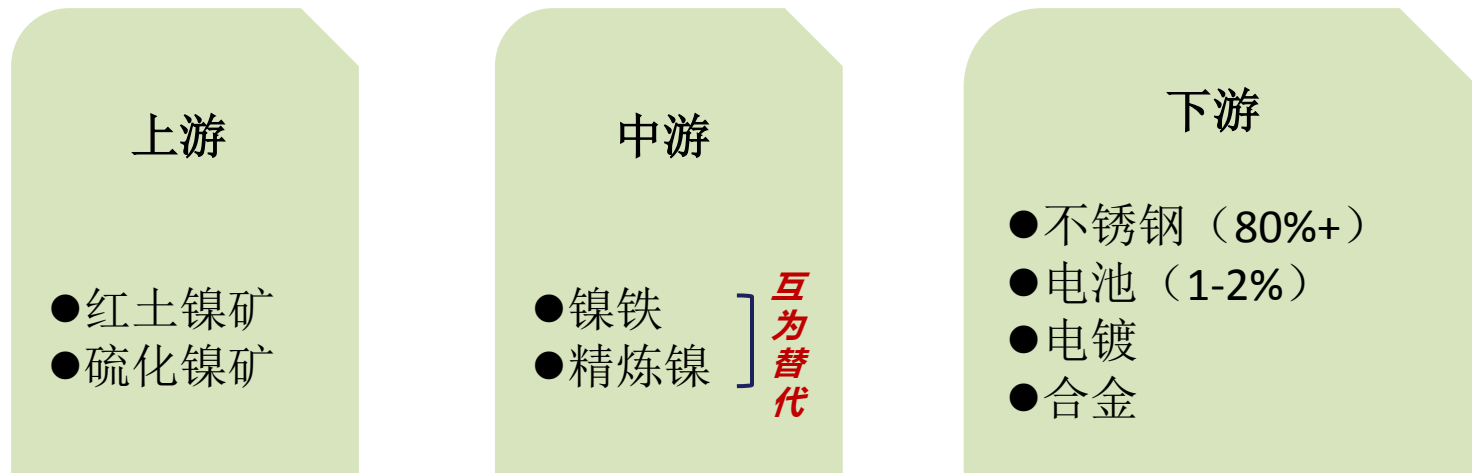 上游
●红土镍矿
●硫化镍矿
中游
●镍铁
●精炼镍
互为替代
下游
●不锈钢（80%+）
●电池（1-2%）
●电镀
●合金